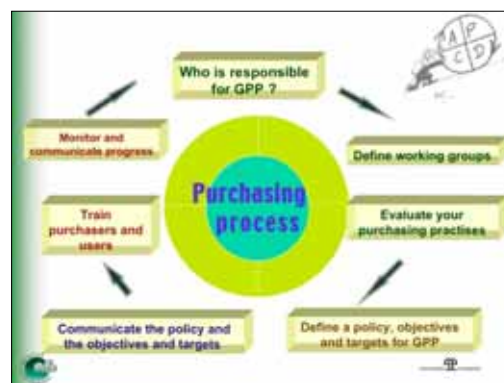 A P
C D
Who is responsible
for GPP ?
Monitor and
communicate progress
Define working groups
Purchasing
process
Train
purchasers and
users
Evaluate your
purchasing practises
Communicate the policy and
the objectives and targets
Define a policy, objectives
and targets for GPP